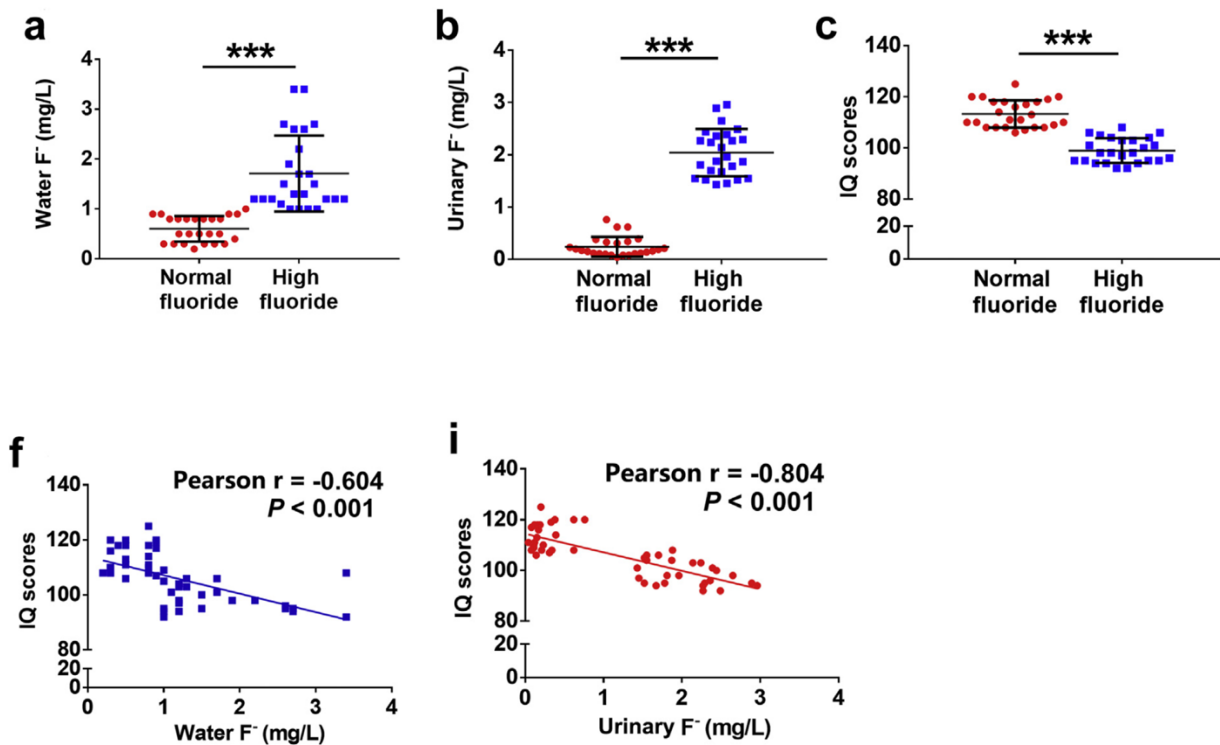 a
***
Water F⁻ (mg/L)
4
3
2
1
0
Normal
fluoride
High
fluoride
b
***
Urinary F⁻ (mg/L)
4
3
2
1
0
Normal
fluoride
High
fluoride
c
***
IQ scores
140
120
100
80
20
0
Normal
fluoride
High
fluoride
f
Pearson r = -0.604
P < 0.001
IQ scores
140
120
100
80
20
0
0 1 2 3 4
Water F⁻ (mg/L)
i
Pearson r = -0.804
P < 0.001
IQ scores
140
120
100
80
20
0
0 1 2 3 4
Urinary F⁻ (mg/L)